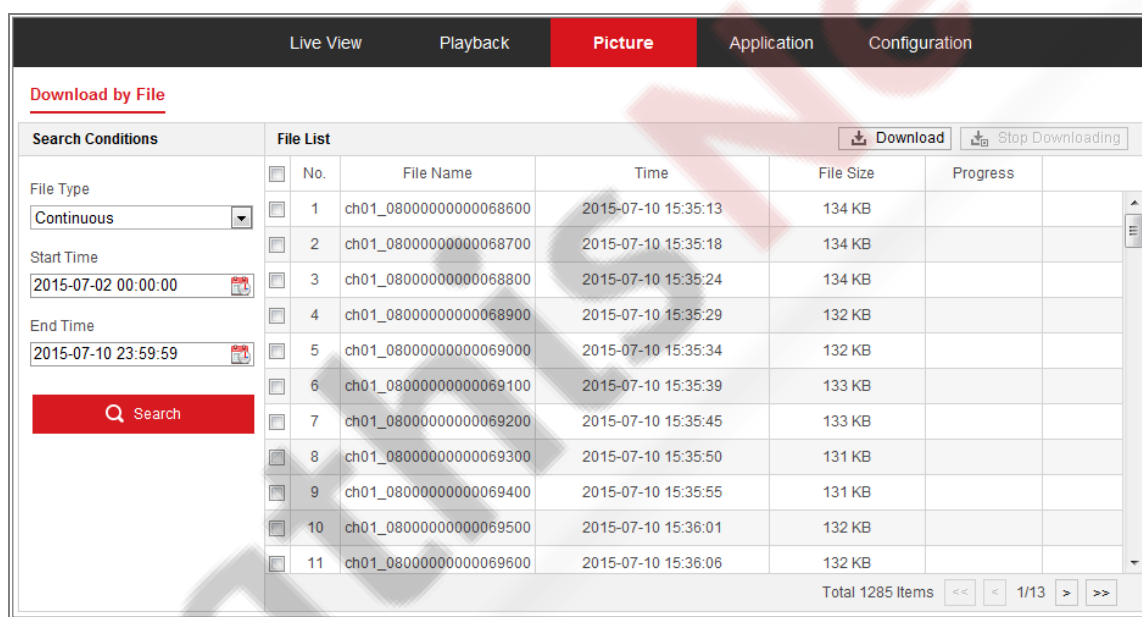 Live View Playback Picture Application Configuration
Download by File
Search Conditions
File Type
Continuous
Start Time
2015-07-02 00:00:00
End Time
2015-07-10 23:59:59
Search
File List Download Stop Downloading
No. File Name Time File Size Progress
1 ch01_08000000000068600 2015-07-10 15:35:13 134 KB
2 ch01_08000000000068700 2015-07-10 15:35:18 134 KB
3 ch01_08000000000068800 2015-07-10 15:35:24 134 KB
4 ch01_08000000000068900 2015-07-10 15:35:29 132 KB
5 ch01_08000000000069000 2015-07-10 15:35:34 132 KB
6 ch01_08000000000069100 2015-07-10 15:35:39 133 KB
7 ch01_08000000000069200 2015-07-10 15:35:45 133 KB
8 ch01_08000000000069300 2015-07-10 15:35:50 131 KB
9 ch01_08000000000069400 2015-07-10 15:35:55 131 KB
10 ch01_08000000000069500 2015-07-10 15:36:01 132 KB
11 ch01_08000000000069600 2015-07-10 15:36:06 132 KB
Total 1285 Items << < 1/13 > >>